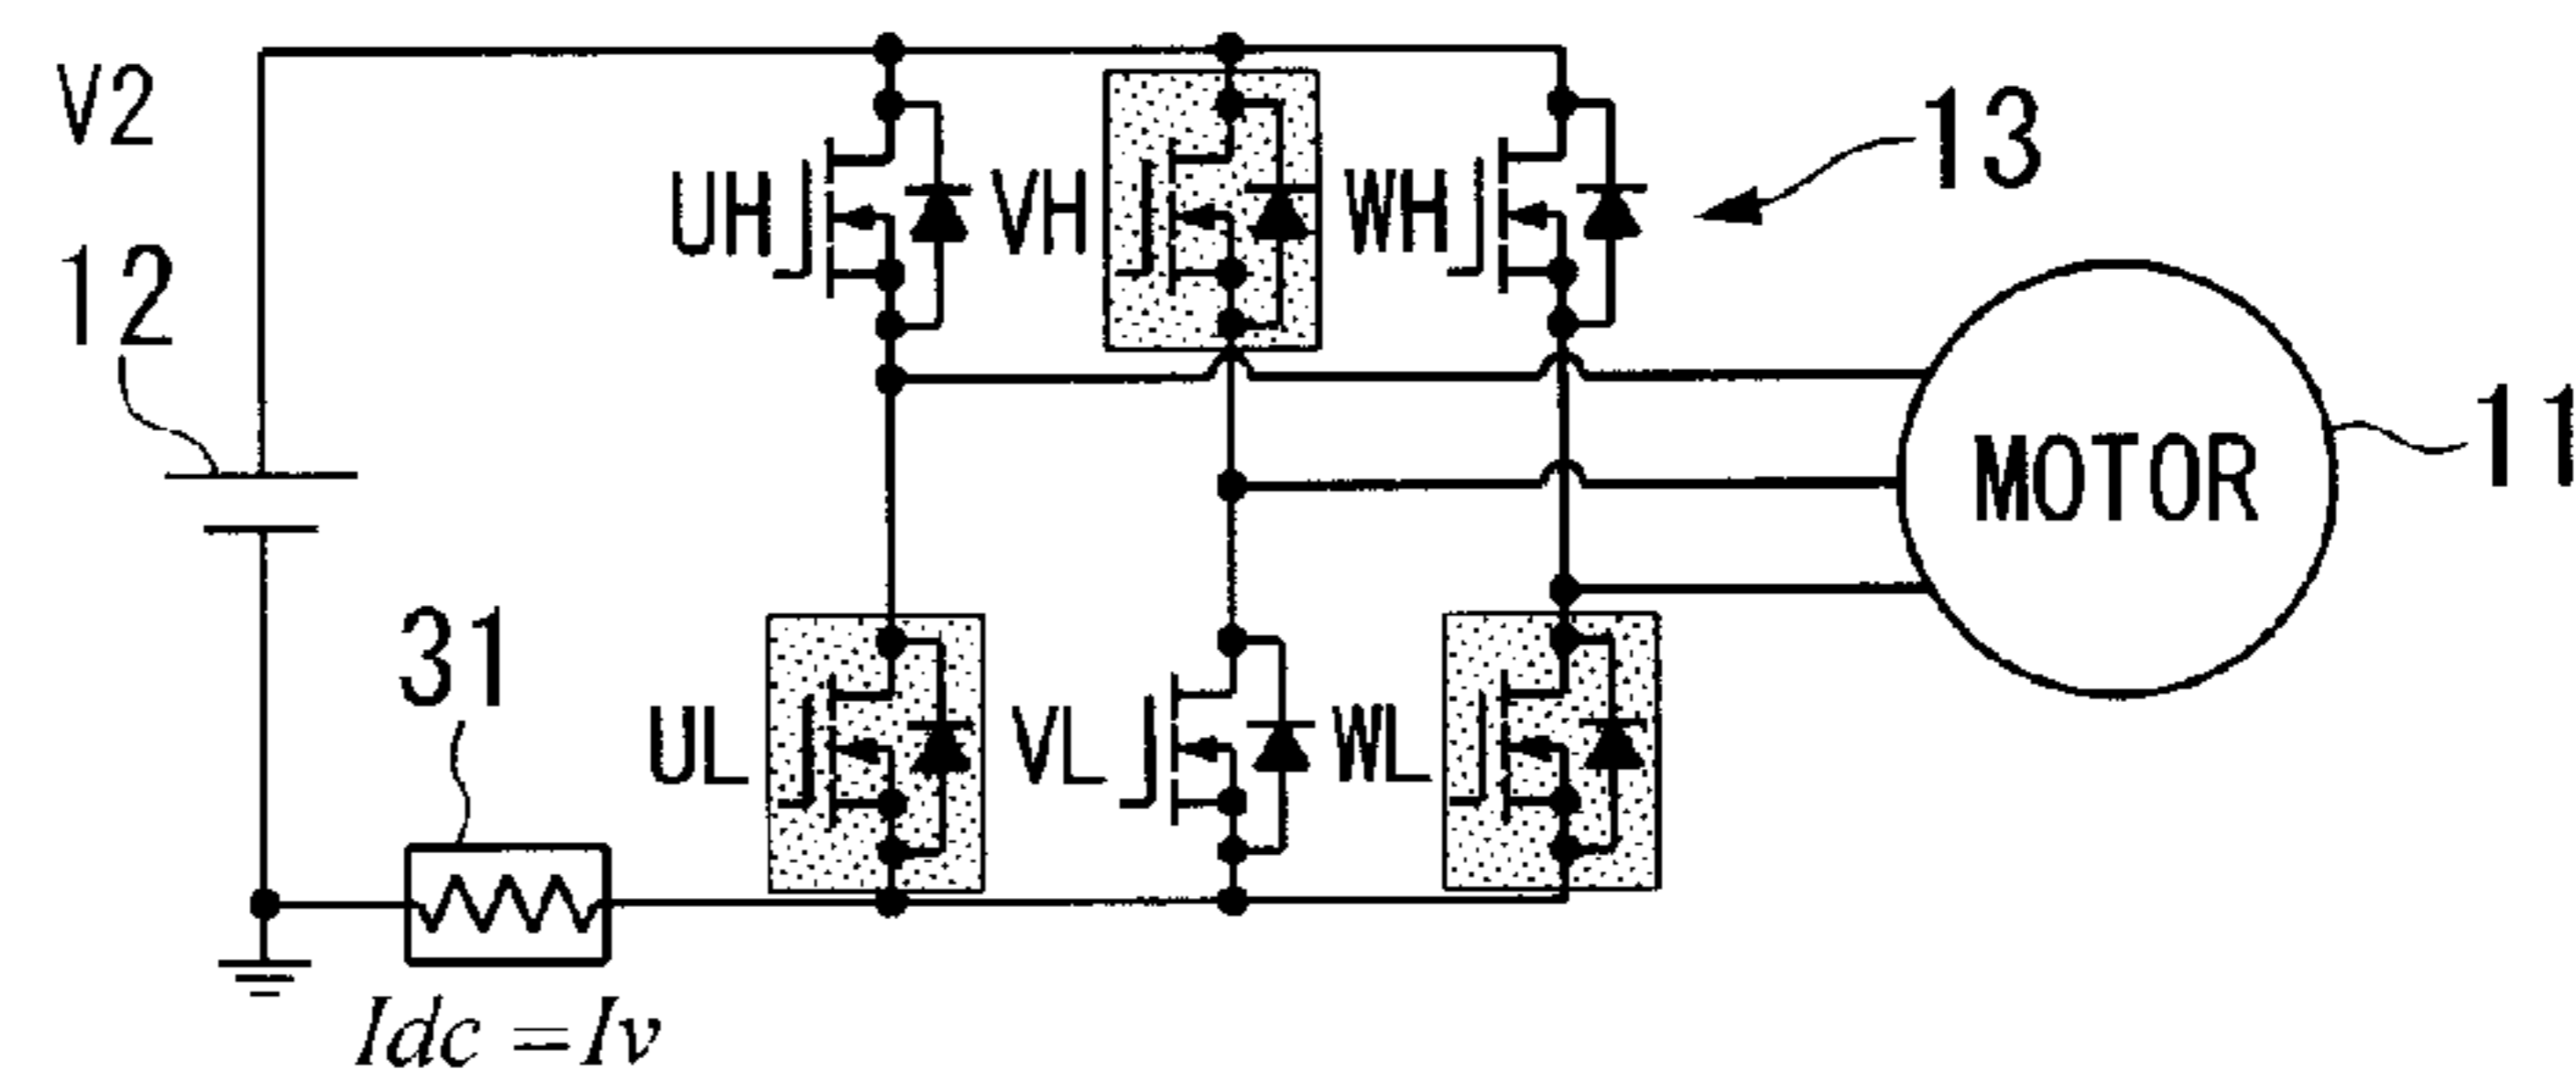 V2
12
UH
VH
WH
13
MOTOR
11
31
UL
VL
WL
Idc = Iv